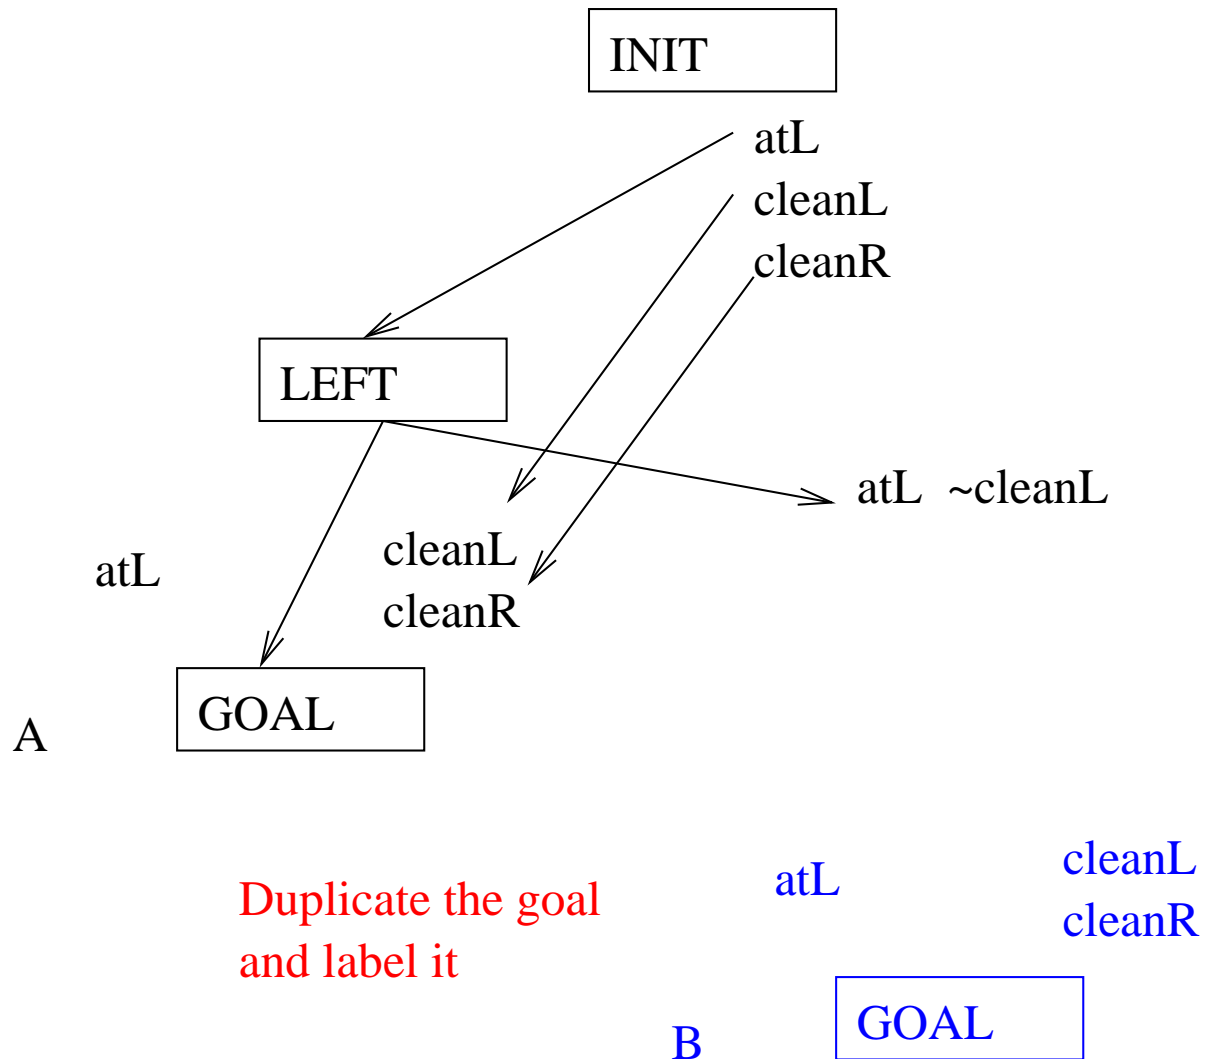 INIT
atL
cleanL
cleanR
LEFT
atL ~cleanL
cleanL
atL
cleanR
GOAL
A
cleanL
atL
Duplicate the goal
cleanR
and label it
GOAL
B